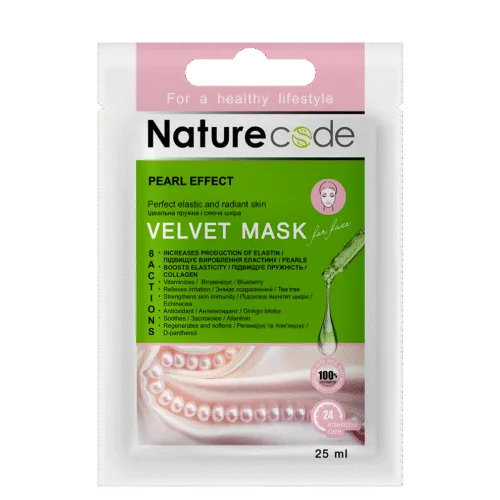 For a healthy lifestyle
Nature code
PEARL EFFECT
Perfect elastic and radiant skin
Ідеальна пружна і сяюча шкіра
VELVET MASK for face
8 ACTIONS
• INCREASES PRODUCTION OF ELASTIN /
ПІДВИЩУЄ ВИРОБЛЕННЯ ЕЛАСТИНУ / PEARLS
• BOOSTS ELASTICITY / ПІДВИЩУЄ ПРУЖНІСТЬ /
COLLAGEN
• Vitaminizes / Вітамінізує / Blueberry
• Relieves irritation / Знімає подразнення / Tea tree
• Strengthens skin immunity / Підсилює імунітет шкіри /
Echinacea
• Antioxidant / Антиоксидант / Ginkgo biloba
• Soothes / Заспокоює / Allantoin
• Regenerates and softens / Регенерує та пом'якшує /
D-panthenol
100%
24
intensive
care
25 ml